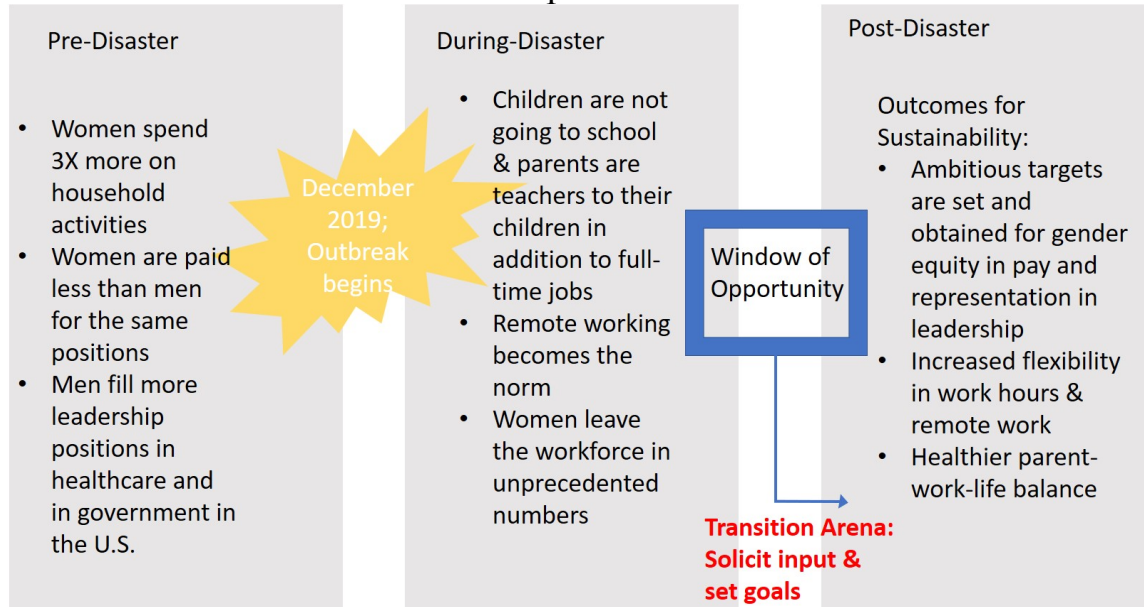 Pre-Disaster
• Women spend
3X more on
household
activities
• Women are paid
less than men
for the same
positions
• Men fill more
leadership
positions in
healthcare and
in government in
the U.S.
December
2019;
Outbreak
begins
During-Disaster
• Children are not
going to school
& parents are
teachers to their
children in
addition to full-
time jobs
• Remote working
becomes the
norm
• Women leave
the workforce in
unprecedented
numbers
Window of
Opportunity
Transition Arena:
Solicit input &
set goals
Post-Disaster
Outcomes for
Sustainability:
• Ambitious targets
are set and
obtained for gender
equity in pay and
representation in
leadership
• Increased flexibility
in work hours &
remote work
• Healthier parent-
work-life balance